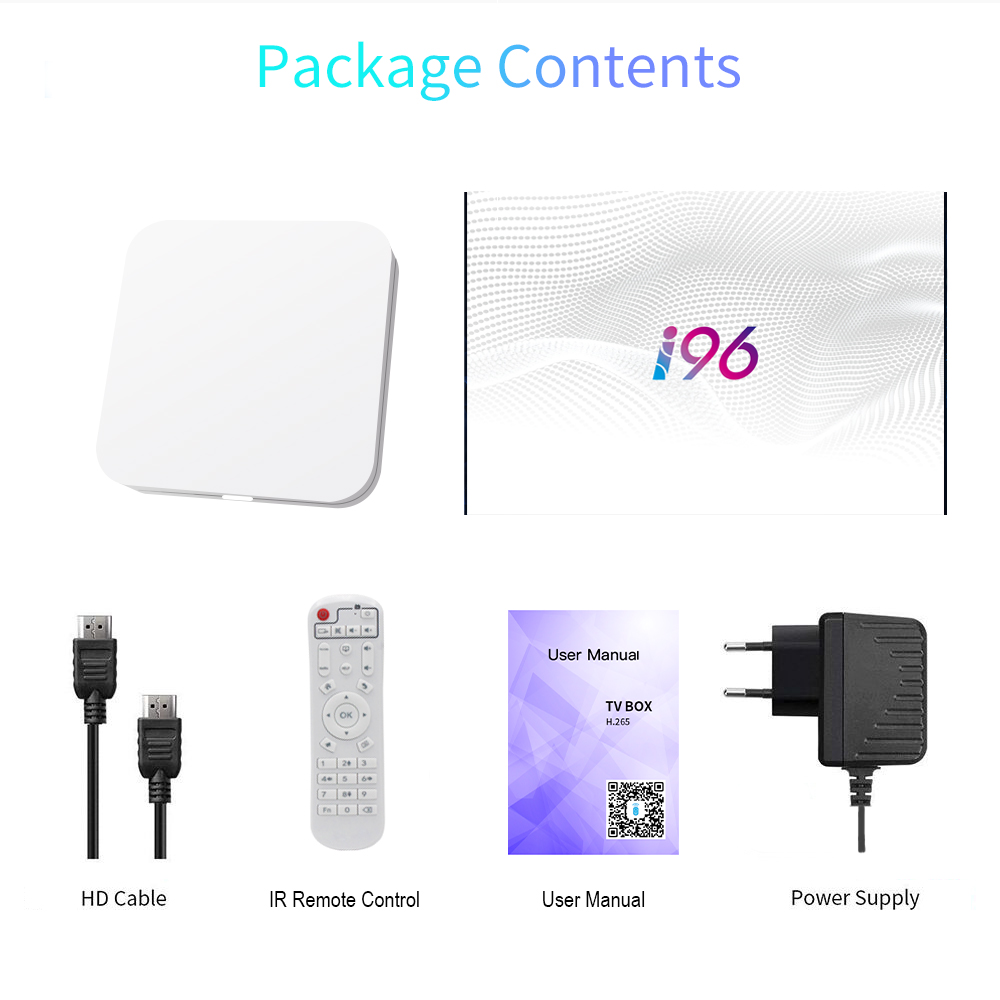 Package Contents
i96
OK
1 2 3
4 5 6
7 8 9
Fn 0
User Manual
TV BOX
H.265
HD Cable
IR Remote Control
User Manual
Power Supply